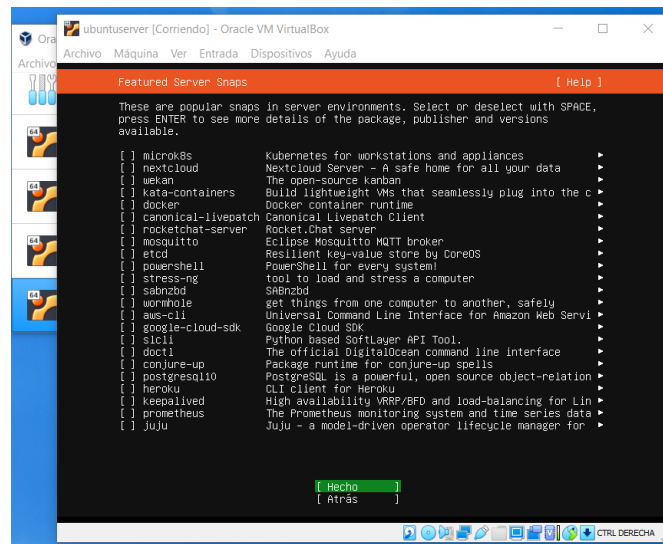 ubuntuserver [Corriendo] - Oracle VM VirtualBox
Ora
Archivo Máquina Ver Entrada Dispositivos Ayuda
Archivo
Featured Server Snaps [ Help ]
These are popular snaps in server environments. Select or deselect with SPACE,
press ENTER to see more details of the package, publisher and versions
available.
[ ] microk8s Kubernetes for workstations and appliances ►
[ ] nextcloud Nextcloud Server - A safe home for all your data ►
[ ] wekan The open-source kanban ►
[ ] kata-containers Build lightweight VMs that seamlessly plug into the c ►
[ ] docker Docker container runtime ►
[ ] canonical-livepatch Canonical Livepatch Client ►
[ ] rocketchat-server Rocket.Chat server ►
[ ] mosquitto Eclipse Mosquitto MQTT broker ►
[ ] etcd Resilient key-value store by CoreOS ►
[ ] powershell PowerShell for every system! ►
[ ] stress-ng tool to load and stress a computer ►
[ ] sabnzbd SABnzbd ►
[ ] wormhole get things from one computer to another, safely ►
[ ] aws-cli Universal Command Line Interface for Amazon Web Servi ►
[ ] google-cloud-sdk Google Cloud SDK ►
[ ] slcli Python based SoftLayer API Tool. ►
[ ] doctl The official DigitalOcean command line interface ►
[ ] conjure-up Package runtime for conjure-up spells ►
[ ] postgresql10 PostgreSQL is a powerful, open source object-relation ►
[ ] heroku CLI client for Heroku ►
[ ] keepalived High availability VRRP/BFD and load-balancing for Lin ►
[ ] prometheus The Prometheus monitoring system and time series data ►
[ ] juju Juju - a model-driven operator lifecycle manager for ►
[ Hecho ]
[ Atrás ]
CTRL DERECHA
64
64
64
64